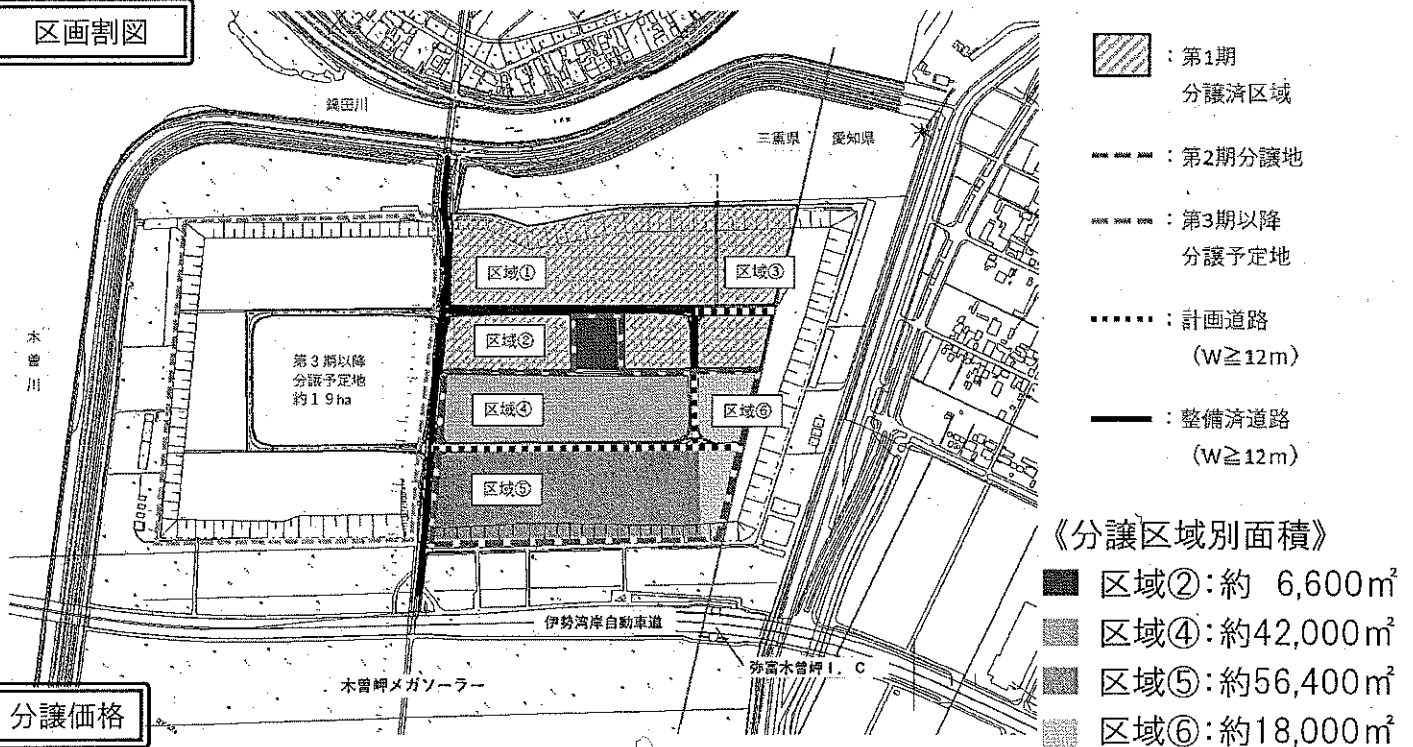 区画割図
鍋田川
三重県 愛知県
木曽川
区域①
区域③
区域②
第3期以降
分譲予定地
約19ha
区域④
区域⑥
区域⑤
伊勢湾岸自動車道
弥富木曽岬I.C
木曽岬メガソーラー
分譲価格
：第1期
分譲済区域
：第2期分譲地
：第3期以降
分譲予定地
：計画道路
（W≧12m）
：整備済道路
（W≧12m）
《分譲区域別面積》
区域②：約 6,600㎡
区域④：約42,000㎡
区域⑤：約56,400㎡
区域⑥：約18,000㎡